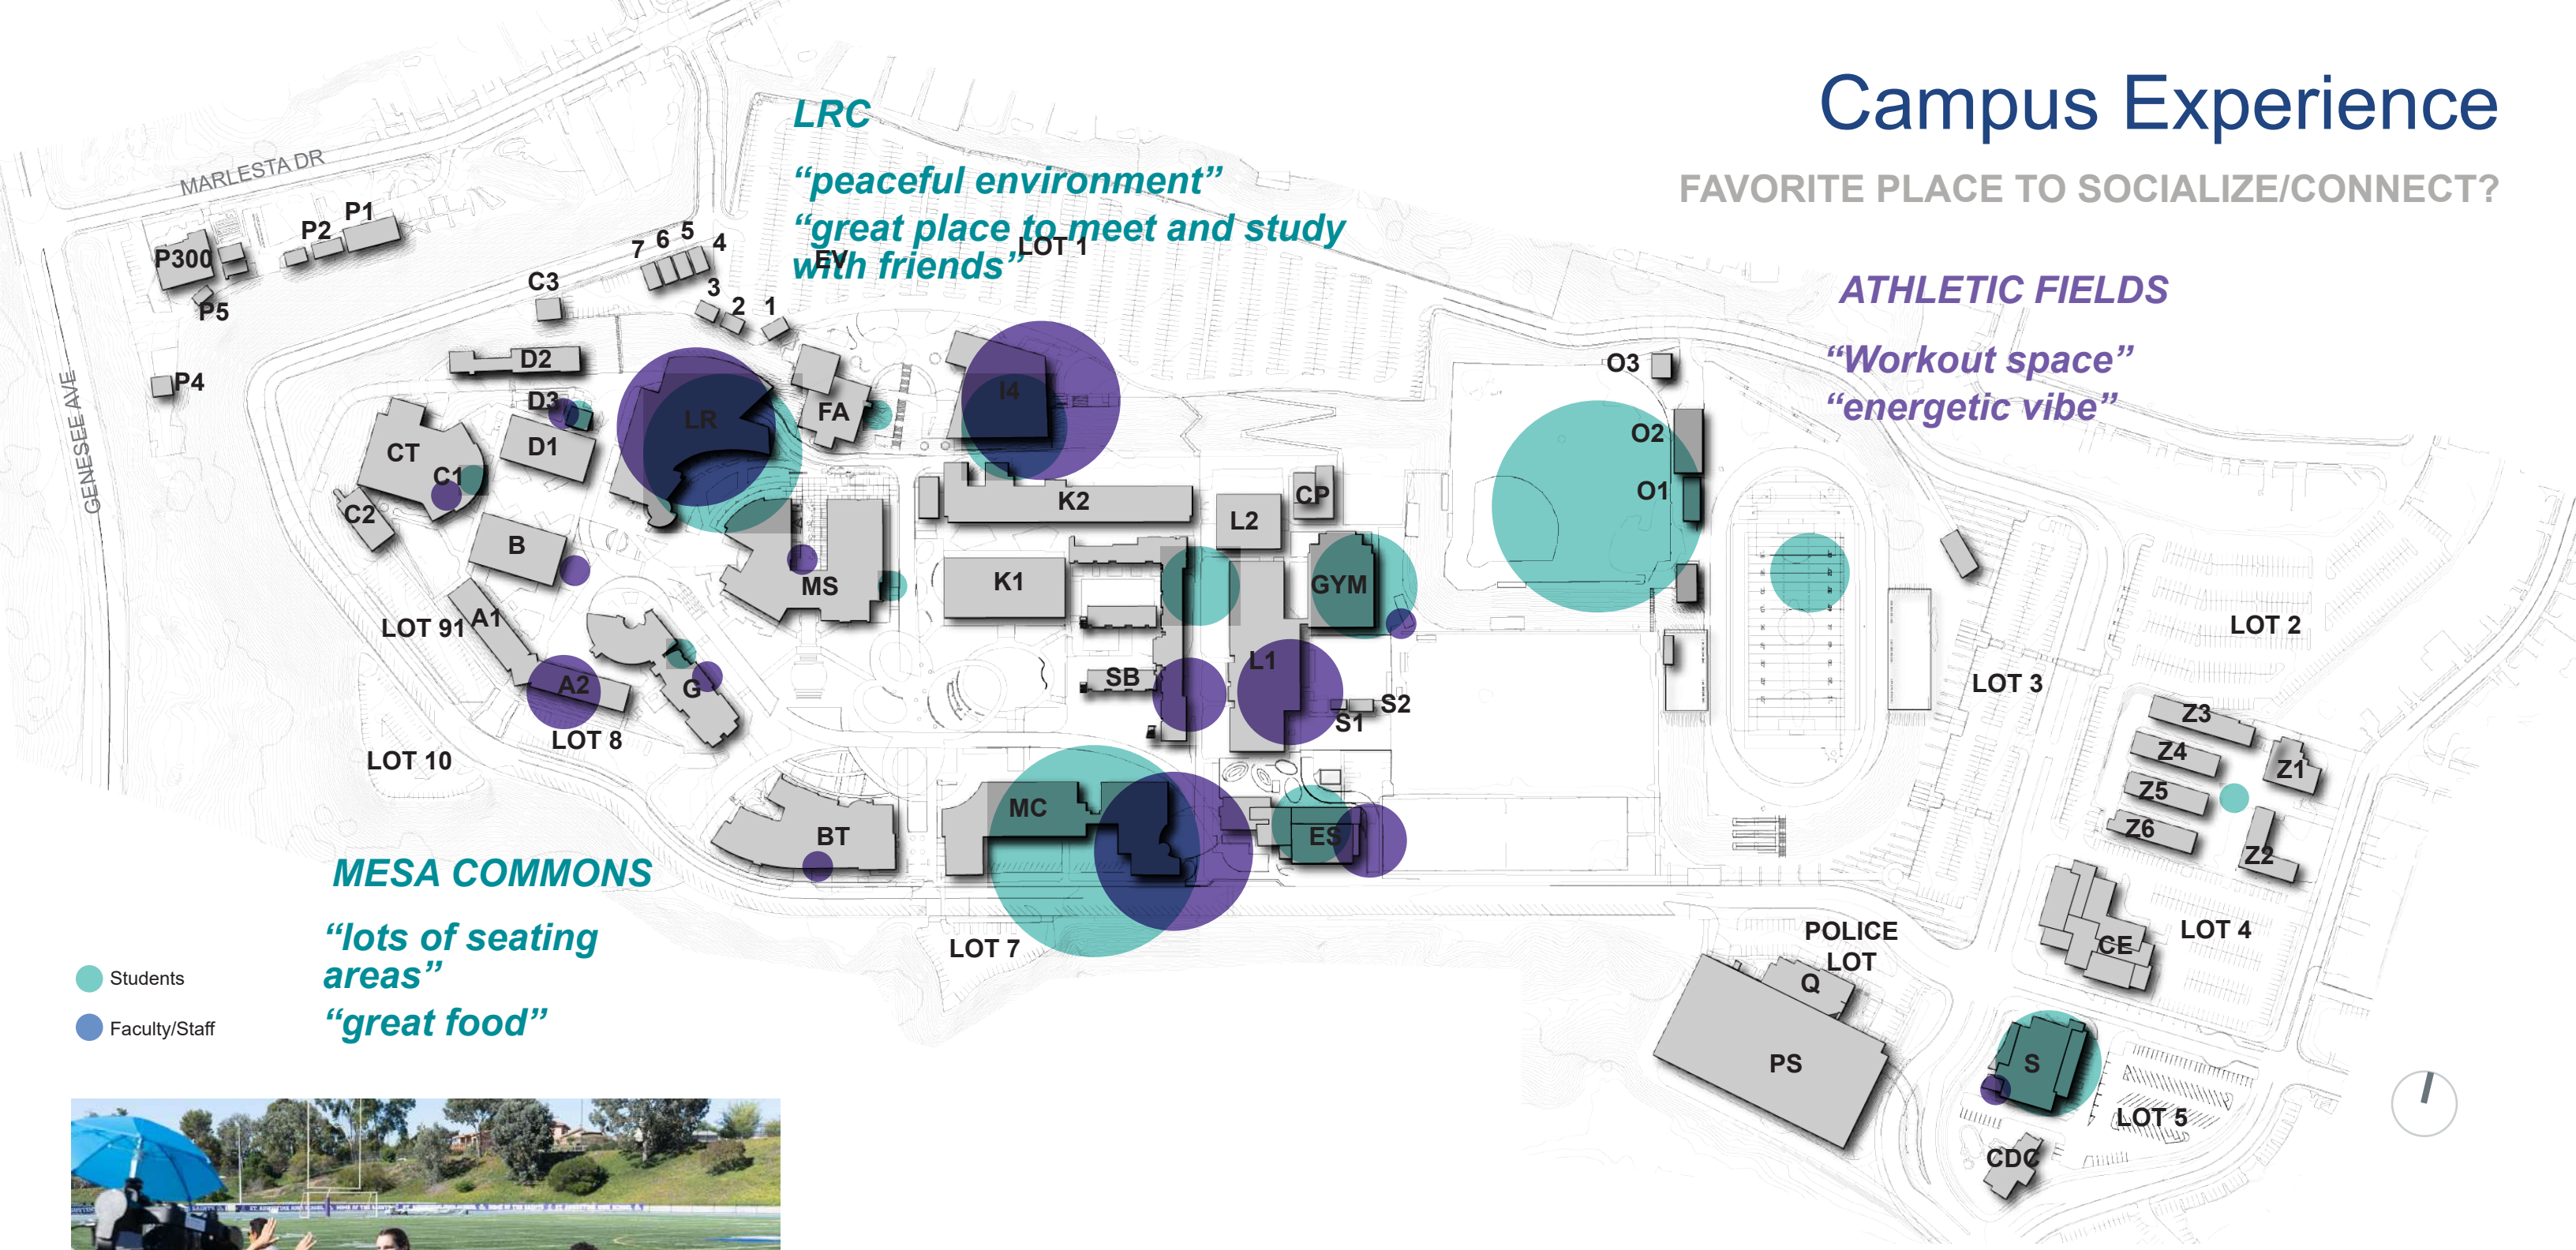 Campus Experience
FAVORITE PLACE TO SOCIALIZE/CONNECT?
LRC
“peaceful environment”
“great place to meet and study
with friends”
EV
LOT 1
ATHLETIC FIELDS
“Workout space”
“energetic vibe”
MARLESTA DR
GENESEE AVE
P300
P2
P1
P5
P4
C3
7
6
5
4
3
2
1
D2
D3
D1
CT
C1
C2
B
LR
FA
I4
MS
K2
K1
L2
CP
GYM
O3
O2
O1
A1
LOT 91
A2
G
LOT 8
LOT 10
SB
L1
S2
S1
LOT 3
LOT 2
Z3
Z4
Z1
Z5
Z6
Z2
BT
MC
ES
LOT 7
MESA COMMONS
“lots of seating
areas”
“great food”
Students
Faculty/Staff
POLICE
LOT
Q
PS
CE
LOT 4
S
LOT 5
CDC